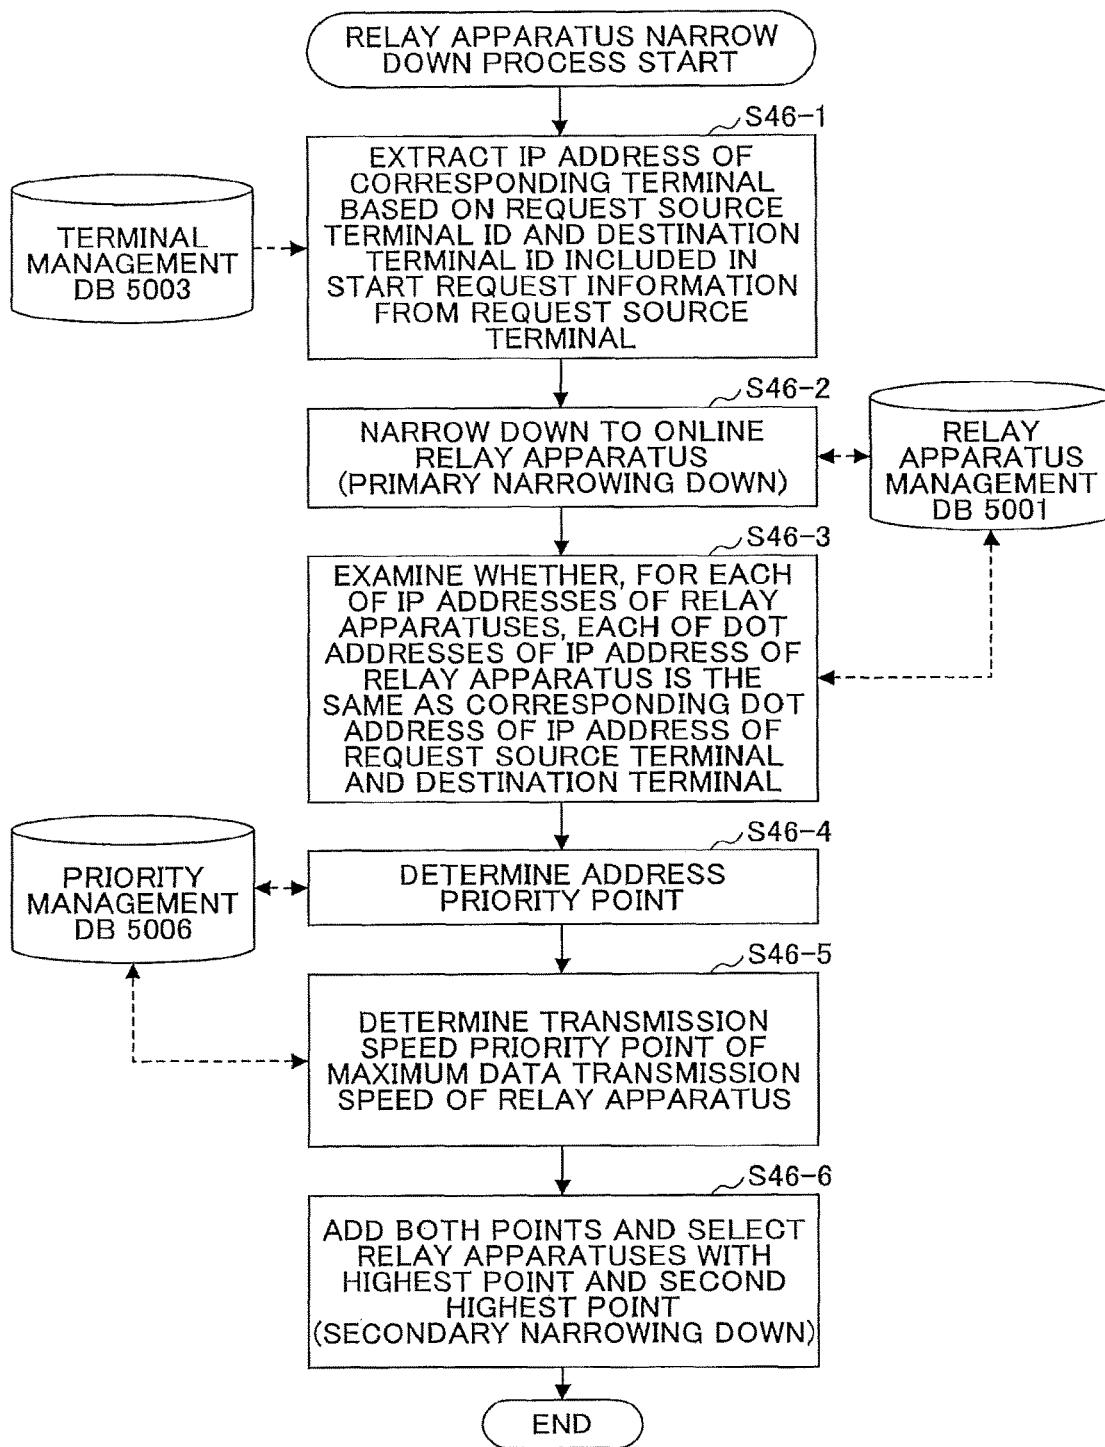 RELAY APPARATUS NARROW
DOWN PROCESS START
S46-1
EXTRACT IP ADDRESS OF
CORRESPONDING TERMINAL
BASED ON REQUEST SOURCE
TERMINAL ID AND DESTINATION
TERMINAL ID INCLUDED IN
START REQUEST INFORMATION
FROM REQUEST SOURCE
TERMINAL
TERMINAL
MANAGEMENT
DB 5003
S46-2
NARROW DOWN TO ONLINE
RELAY APPARATUS
(PRIMARY NARROWING DOWN)
RELAY
APPARATUS
MANAGEMENT
DB 5001
S46-3
EXAMINE WHETHER, FOR EACH
OF IP ADDRESSES OF RELAY
APPARATUSES, EACH OF DOT
ADDRESSES OF IP ADDRESS OF
RELAY APPARATUS IS THE
SAME AS CORRESPONDING DOT
ADDRESS OF IP ADDRESS OF
REQUEST SOURCE TERMINAL
AND DESTINATION TERMINAL
S46-4
DETERMINE ADDRESS
PRIORITY POINT
PRIORITY
MANAGEMENT
DB 5006
S46-5
DETERMINE TRANSMISSION
SPEED PRIORITY POINT OF
MAXIMUM DATA TRANSMISSION
SPEED OF RELAY APPARATUS
S46-6
ADD BOTH POINTS AND SELECT
RELAY APPARATUSES WITH
HIGHEST POINT AND SECOND
HIGHEST POINT
(SECONDARY NARROWING DOWN)
END